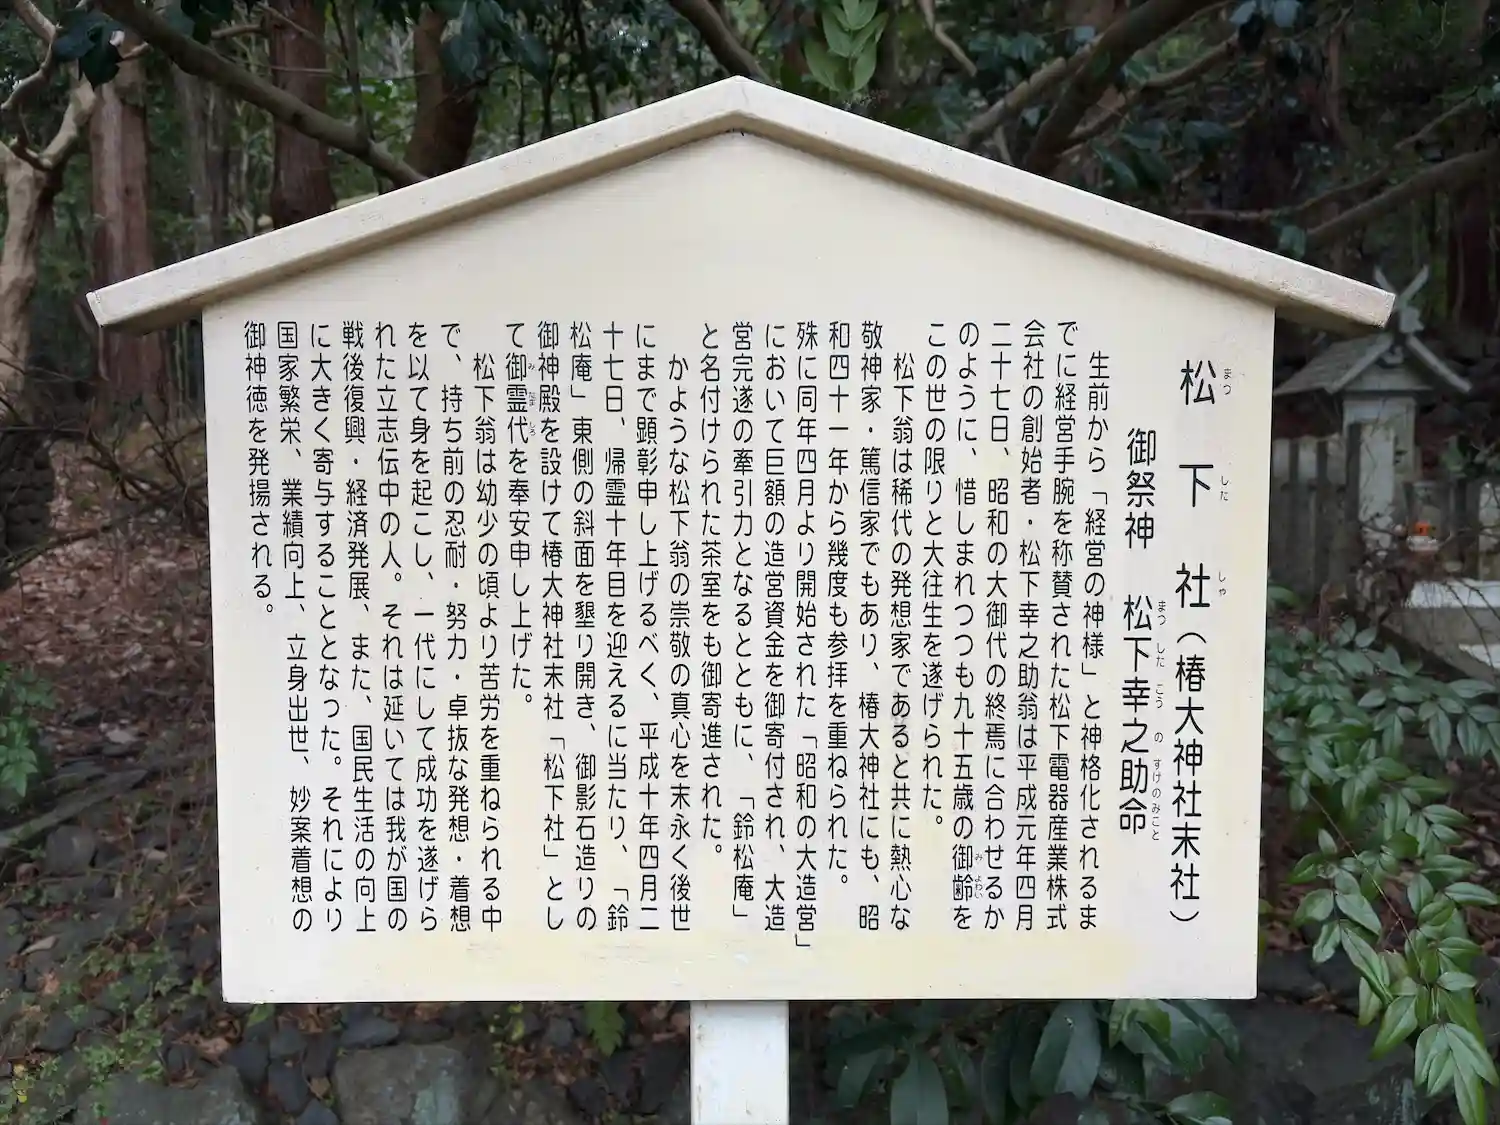 松下社（椿大神社末社）
御祭神　松下幸之助命
生前から「経営の神様」と神格化されるま
でに経営手腕を称賛された松下電器産業株式
会社の創始者・松下幸之助翁は平成元年四月
二十七日、昭和の大御代の終焉に合わせるか
のように、惜しまれつつも九十五歳の御齢を
この世の限りと大往生を遂げられた。
松下翁は稀代の発想家であると共に熱心な
敬神家・篤信家でもあり、椿大神社にも、昭
和四十一年から幾度も参拝を重ねられた。
殊に同年四月より開始された「昭和の大造営」
において巨額の造営資金を御寄付され、大造
営完遂の牽引力となるとともに、「鈴松庵」
と名付けられた茶室をも御寄進された。
かような松下翁の崇敬の真心を末永く後世
にまで顕彰申し上げるべく、平成十年四月二
十七日、帰霊十年目を迎えるに当たり、「鈴
松庵」東側の斜面を墾り開き、御影石造りの
御神殿を設けて椿大神社末社「松下社」とし
て御霊代を奉安申し上げた。
松下翁は幼少の頃より苦労を重ねられる中
で、持ち前の忍耐・努力・卓抜な発想・着想
を以て身を起こし、一代にして成功を遂げら
れた立志伝中の人。それは延いては我が国の
戦後復興・経済発展、また、国民生活の向上
に大きく寄与することとなった。それにより
国家繁栄、業績向上、立身出世、妙案着想の
御神徳を発揚される。